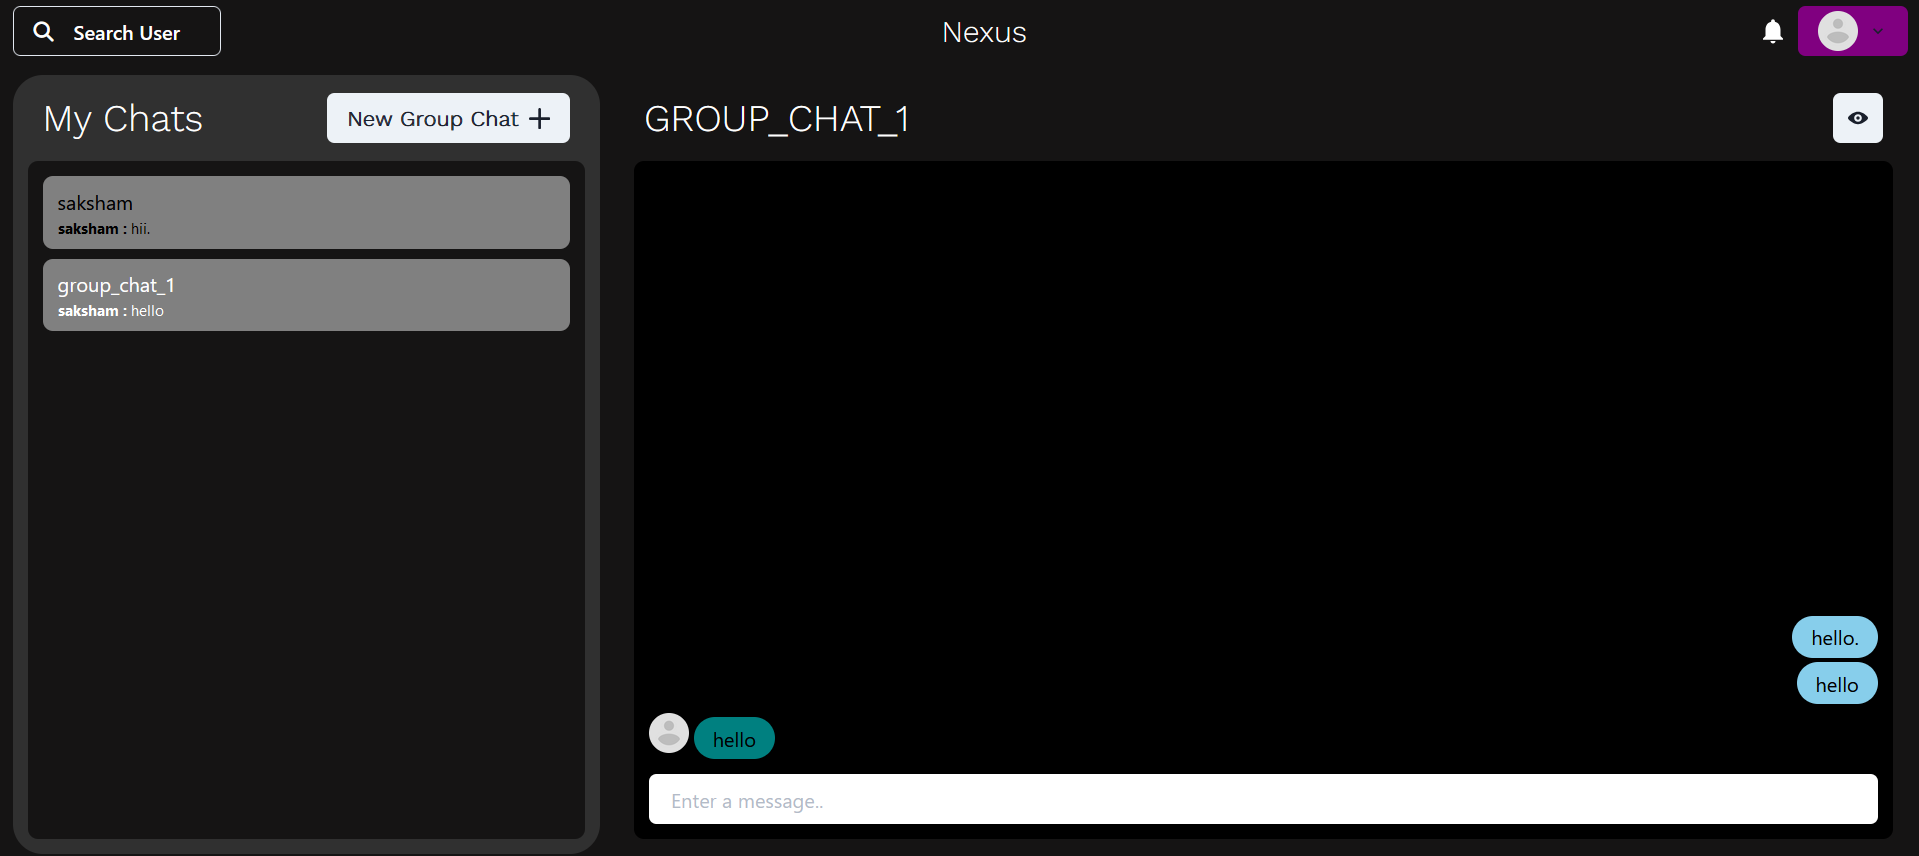 Search User
Nexus
My Chats
New Group Chat
saksham
saksham : hii.
group_chat_1
saksham : hello
GROUP_CHAT_1
hello.
hello
hello
Enter a message..